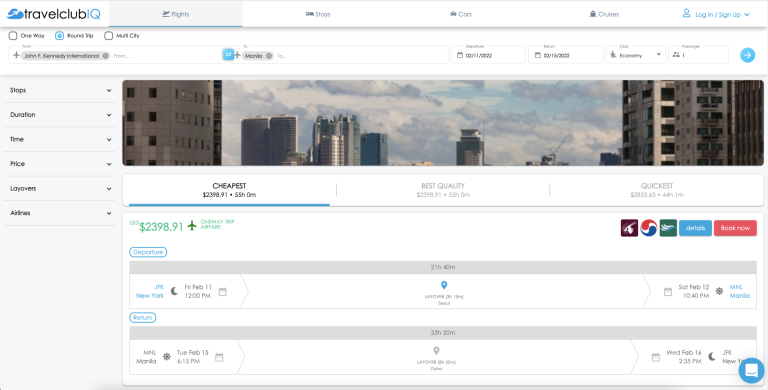 travelclubIQ
Flights
Stays
Cars
Cruises
Log In / Sign Up
One Way
Round Trip
Multi City
From
John F. Kennedy International
From...
To
Manila
To...
Departure
02/11/2022
Return
02/15/2022
Class
Economy
Passenger
1
Stops
Duration
Time
Price
Layovers
Airlines
CHEAPEST
$2398.91 • 55h 0m
BEST QUALITY
$2398.91 • 55h 0m
QUICKEST
$2833.63 • 44h 1m
USD $2398.91
ONEWAY TRIP
AIRFARE
details
Book now
Departure
21h 40m
JFK
New York
Fri Feb 11
12:00 PM
LAYOVER (2h 15m)
Seoul
Sat Feb 12
10:40 PM
MNL
Manila
Return
33h 20m
MNL
Manila
Tue Feb 15
6:15 PM
Doha
Wed Feb 16
2:35 PM
JFK
New Yo